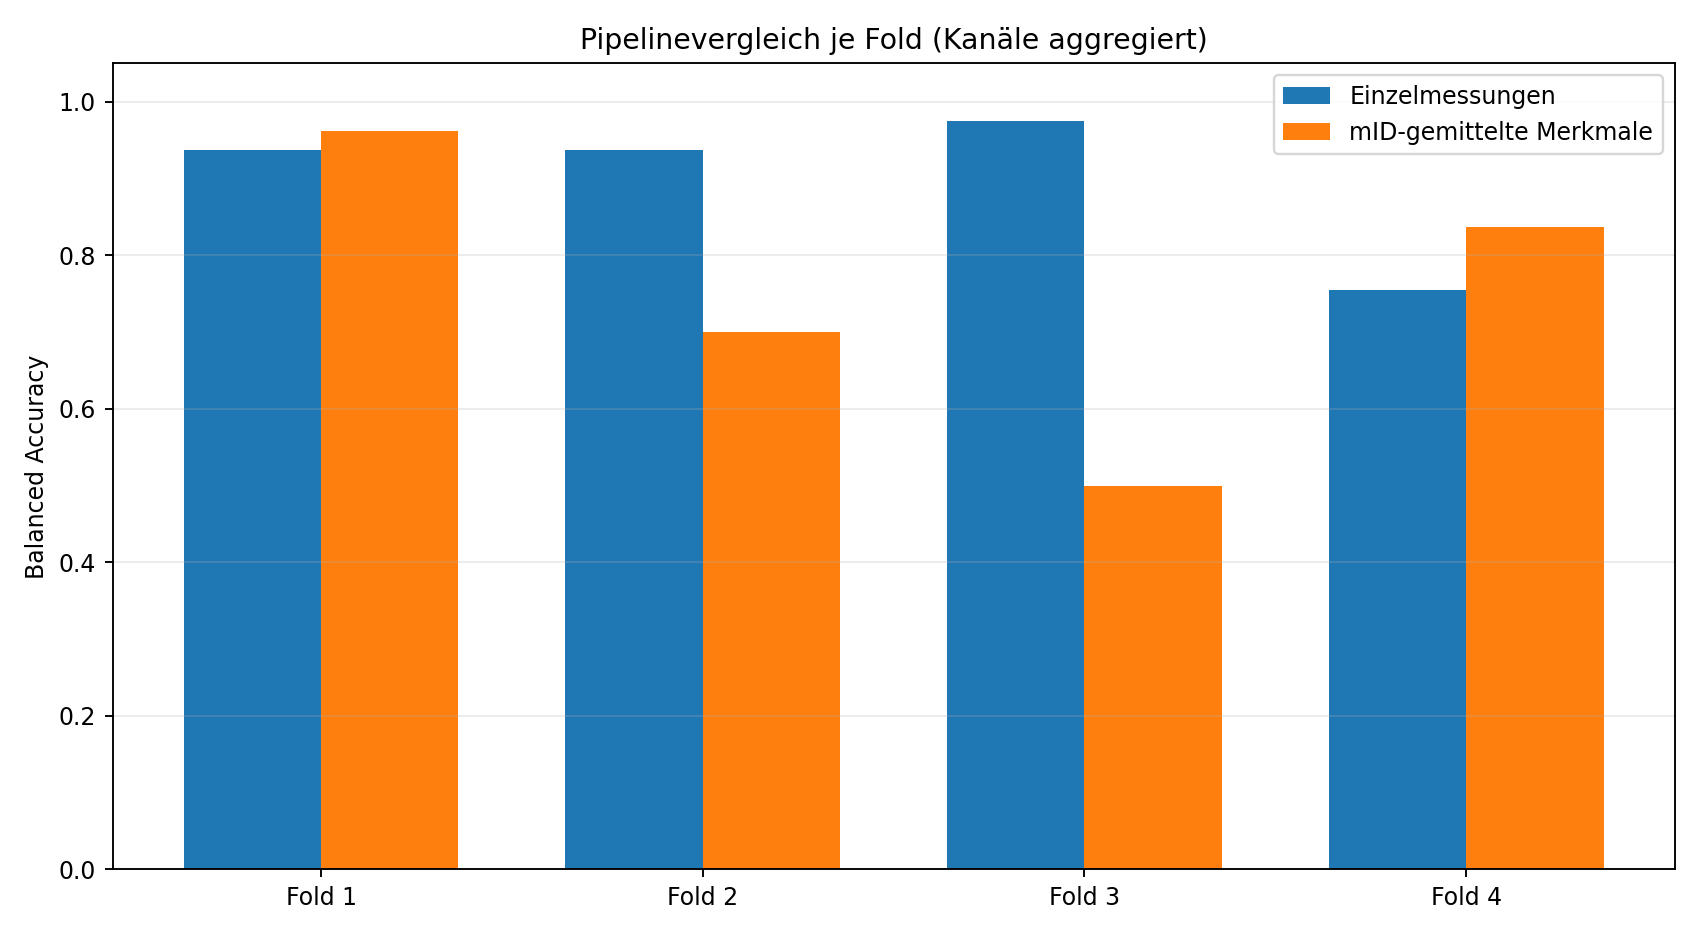 Pipelinevergleich je Fold (Kanäle aggregiert)
Einzelmessungen
mID-gemittelte Merkmale
Balanced Accuracy
1.0
0.8
0.6
0.4
0.2
0.0
Fold 1
Fold 2
Fold 3
Fold 4